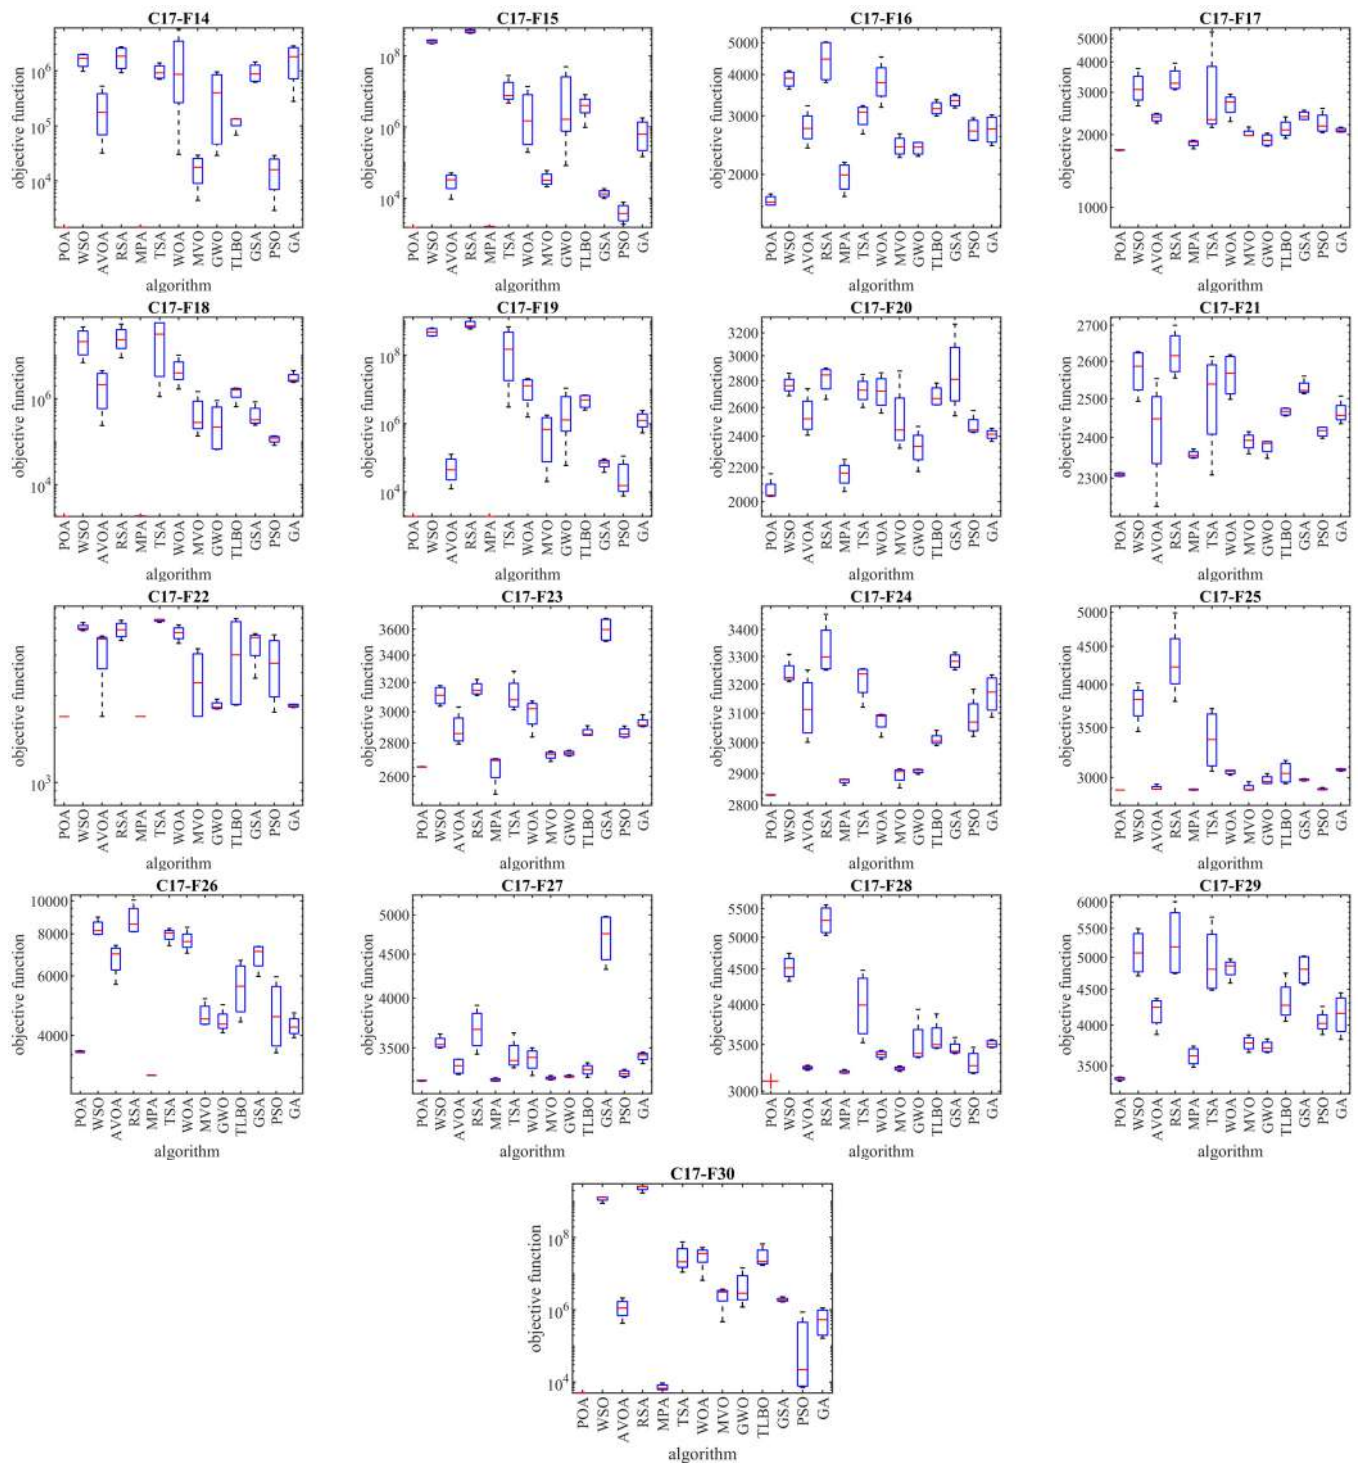 C17-F14
C17-F15
C17-F16
C17-F17
objective function
10^6
10^5
10^4
POA
WSO
AVOA
RSA
MPA
TSA
WOA
MVO
GWO
TLBO
GSA
PSO
GA
algorithm
objective function
10^8
10^6
10^4
POA
WSO
AVOA
RSA
MPA
TSA
WOA
MVO
GWO
TLBO
GSA
PSO
GA
algorithm
objective function
5000
4000
3000
2000
POA
WSO
AVOA
RSA
MPA
TSA
WOA
MVO
GWO
TLBO
GSA
PSO
GA
algorithm
objective function
5000
4000
3000
2000
1000
POA
WSO
AVOA
RSA
MPA
TSA
WOA
MVO
GWO
TLBO
GSA
PSO
GA
algorithm
C17-F18
C17-F19
C17-F20
C17-F21
objective function
10^6
10^4
POA
WSO
AVOA
RSA
MPA
TSA
WOA
MVO
GWO
TLBO
GSA
PSO
GA
algorithm
objective function
10^8
10^6
10^4
POA
WSO
AVOA
RSA
MPA
TSA
WOA
MVO
GWO
TLBO
GSA
PSO
GA
algorithm
objective function
3200
3000
2800
2600
2400
2200
2000
POA
WSO
AVOA
RSA
MPA
TSA
WOA
MVO
GWO
TLBO
GSA
PSO
GA
algorithm
objective function
2700
2600
2500
2400
2300
POA
WSO
AVOA
RSA
MPA
TSA
WOA
MVO
GWO
TLBO
GSA
PSO
GA
algorithm
C17-F22
C17-F23
C17-F24
C17-F25
objective function
10^3
POA
WSO
AVOA
RSA
MPA
TSA
WOA
MVO
GWO
TLBO
GSA
PSO
GA
algorithm
objective function
3600
3400
3200
3000
2800
2600
POA
WSO
AVOA
RSA
MPA
TSA
WOA
MVO
GWO
TLBO
GSA
PSO
GA
algorithm
objective function
3400
3300
3200
3100
3000
2900
2800
POA
WSO
AVOA
RSA
MPA
TSA
WOA
MVO
GWO
TLBO
GSA
PSO
GA
algorithm
objective function
5000
4500
4000
3500
3000
POA
WSO
AVOA
RSA
MPA
TSA
WOA
MVO
GWO
TLBO
GSA
PSO
GA
algorithm
C17-F26
C17-F27
C17-F28
C17-F29
objective function
10000
8000
6000
4000
POA
WSO
AVOA
RSA
MPA
TSA
WOA
MVO
GWO
TLBO
GSA
PSO
GA
algorithm
objective function
5000
4500
4000
3500
POA
WSO
AVOA
RSA
MPA
TSA
WOA
MVO
GWO
TLBO
GSA
PSO
GA
algorithm
objective function
5500
5000
4500
4000
3500
3000
POA
WSO
AVOA
RSA
MPA
TSA
WOA
MVO
GWO
TLBO
GSA
PSO
GA
algorithm
objective function
6000
5000
4500
4000
3500
POA
WSO
AVOA
RSA
MPA
TSA
WOA
MVO
GWO
TLBO
GSA
PSO
GA
algorithm
C17-F30
objective function
10^8
10^6
10^4
POA
WSO
AVOA
RSA
MPA
TSA
WOA
MVO
GWO
TLBO
GSA
PSO
GA
algorithm